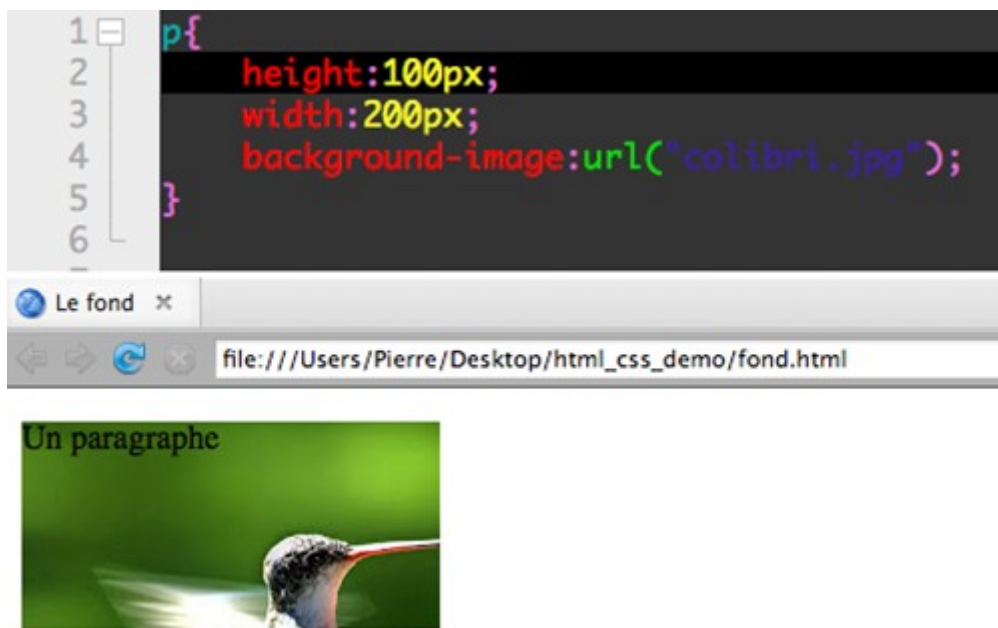 1 p{
2 height:100px;
3 width:200px;
4 background-image:url("colibri.jpg");
5 }
6
Le fond
file:///Users/Pierre/Desktop/html_css_demo/fond.html
Un paragraphe